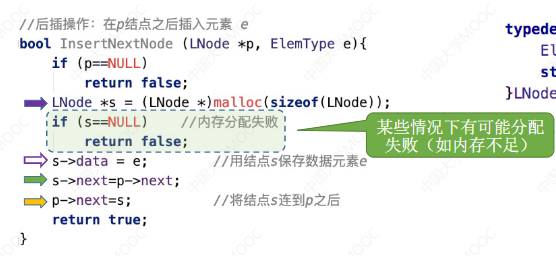 //后插操作：在p结点之后插入元素 e
bool InsertNextNode (LNode *p, ElemType e){
if (p==NULL)
return false;
LNode *s = (LNode *)malloc(sizeof(LNode));
if (s==NULL) //内存分配失败
return false;
s->data = e; //用结点s保存数据元素e
s->next=p->next;
p->next=s; //将结点s连到p之后
return true;
}
某些情况下有可能分配
失败（如内存不足）
typede
El
st
}LNode
中国大学MOOC